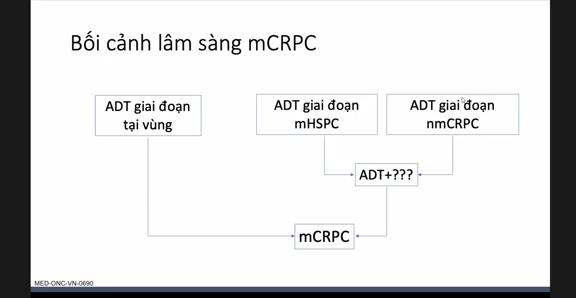 Bối cảnh lâm sàng mCRPC
ADT giai đoạn
tại vùng
ADT giai đoạn
mHSPC
ADT giai đoạn
nmCRPC
ADT+???
mCRPC
MED-ONC-VN-0690